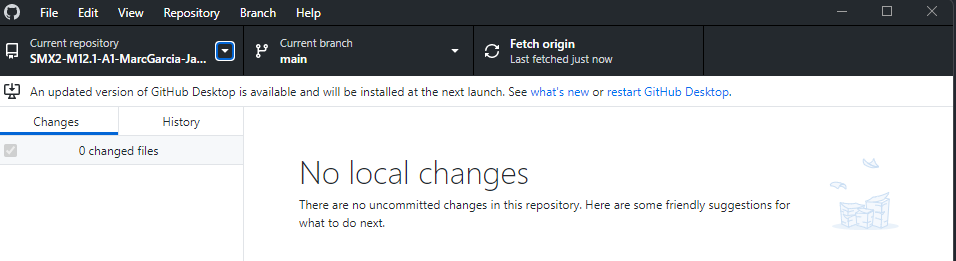 File Edit View Repository Branch Help
Current repository
SMX2-M12.1-A1-MarcGarcia-Ja...
Current branch
main
Fetch origin
Last fetched just now
An updated version of GitHub Desktop is available and will be installed at the next launch. See what's new or restart GitHub Desktop.
Changes History
0 changed files
No local changes
There are no uncommitted changes in this repository. Here are some friendly suggestions for
what to do next.